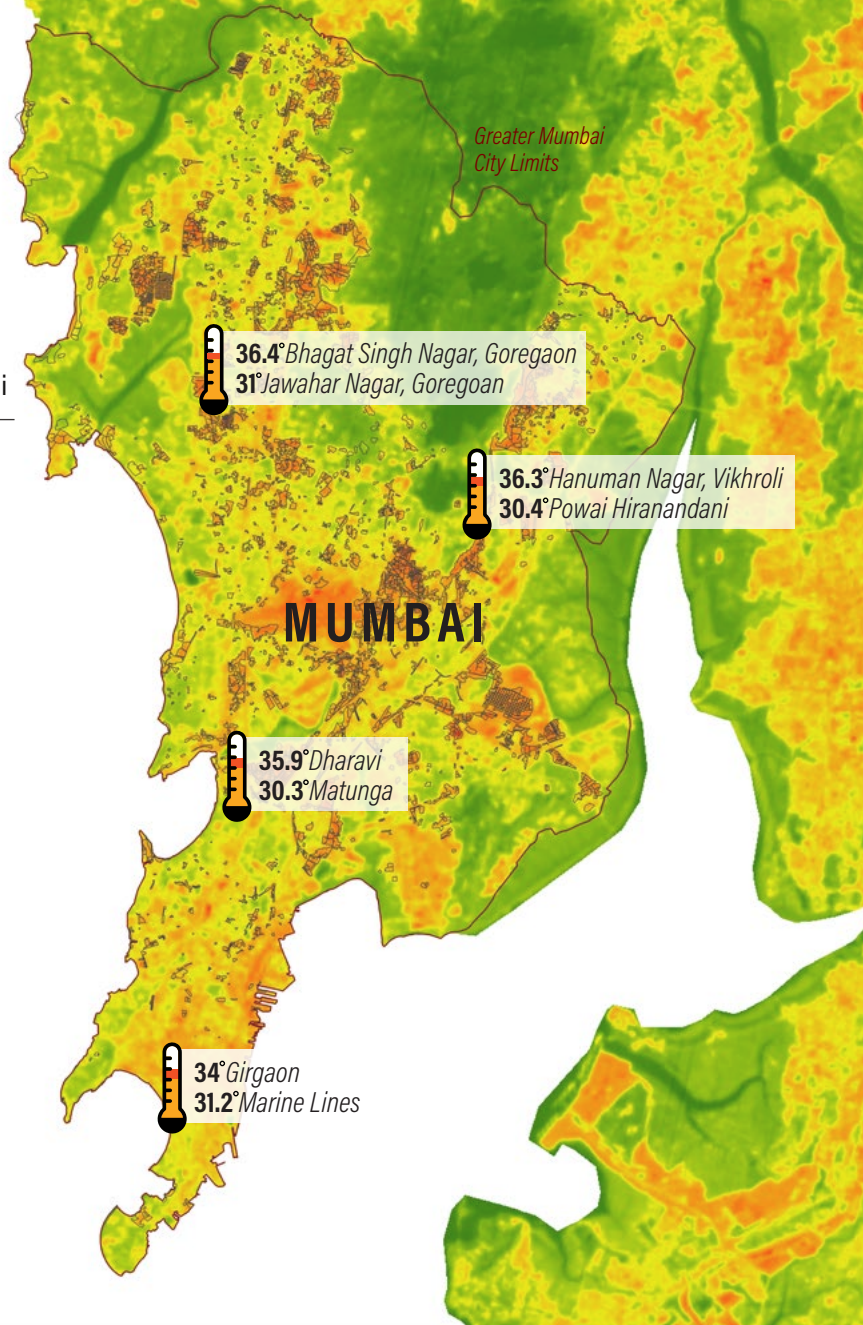 Greater Mumbai
City Limits
36.4°Bhagat Singh Nagar, Goregaon
31°Jawahar Nagar, Goregoan
i
36.3°Hanuman Nagar, Vikhroli
30.4°Powai Hiranandani
MUMBAI
35.9°Dharavi
30.3°Matunga
34°Girgaon
31.2°Marine Lines